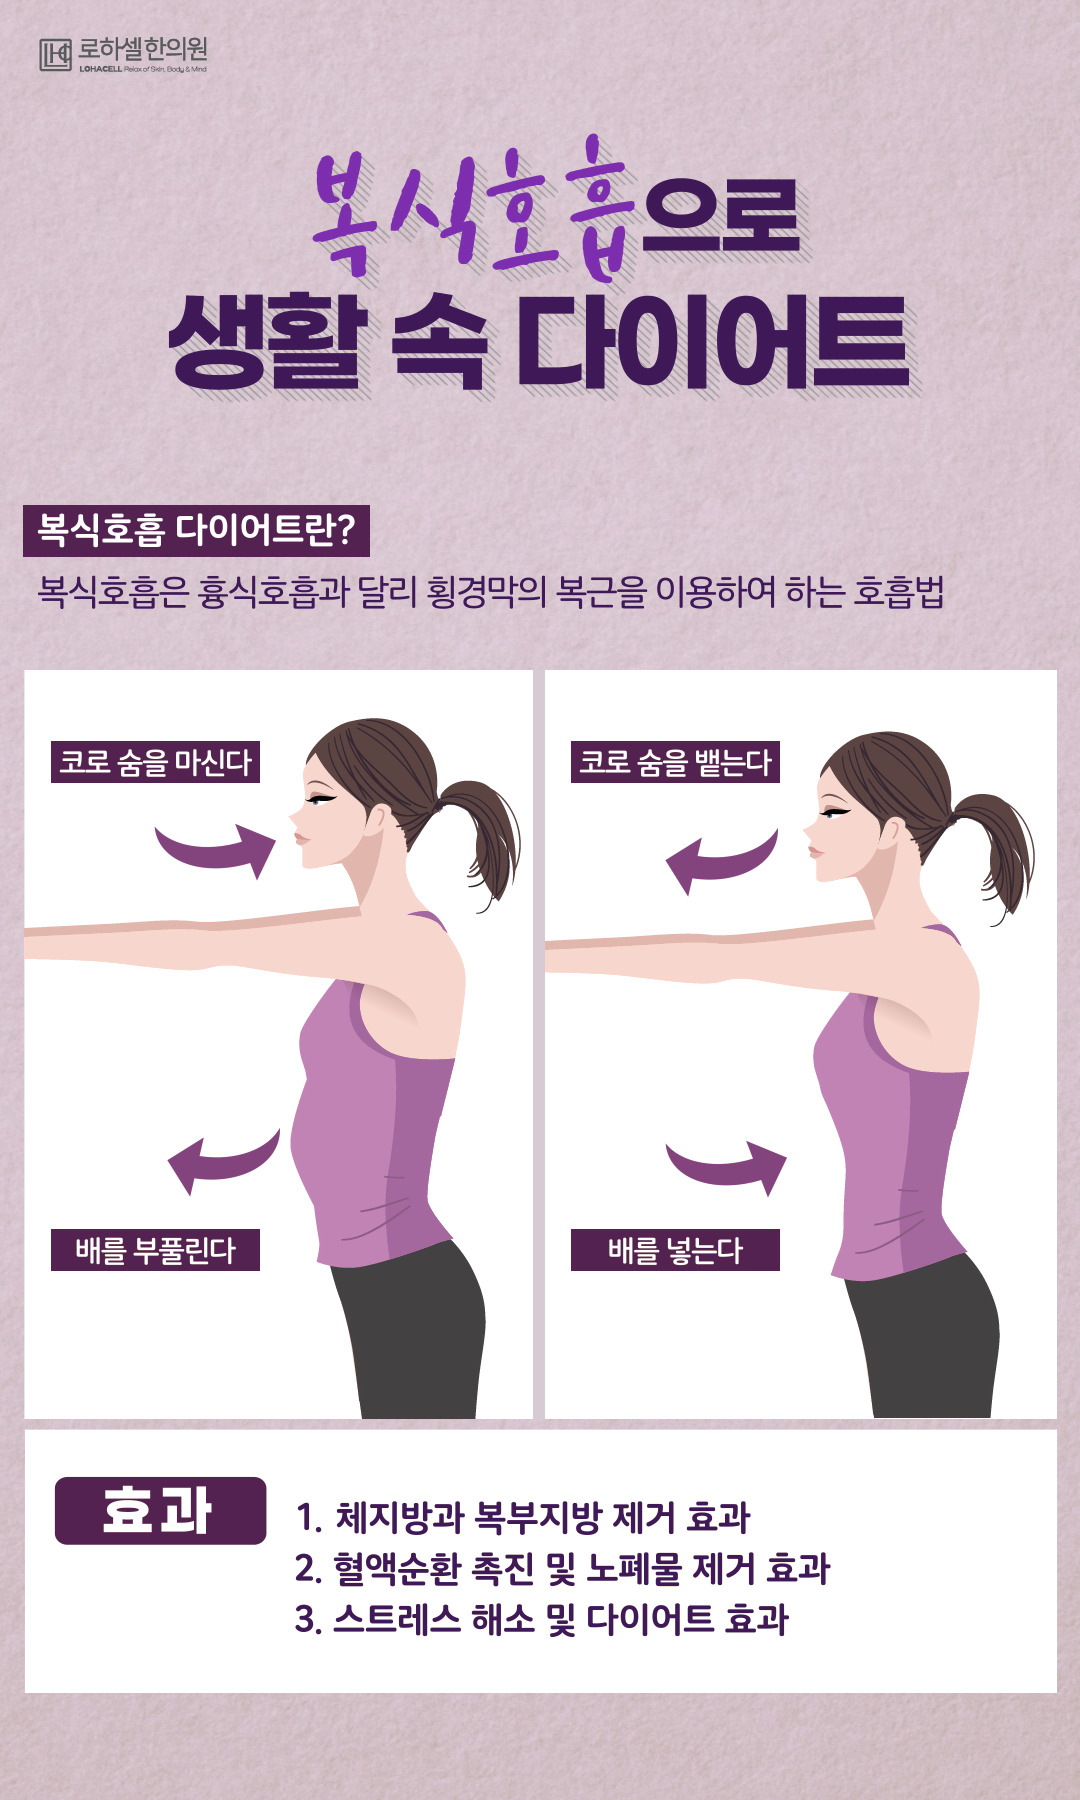 로하셀한의원
LOHACELL Relax of Skin, Body & Mind
복식호흡으로
생활 속 다이어트
복식호흡 다이어트란?
복식호흡은 흉식호흡과 달리 횡경막의 복근을 이용하여 하는 호흡법
코로 숨을 마신다
배를 부풀린다
코로 숨을 뱉는다
배를 넣는다
효과
1. 체지방과 복부지방 제거 효과
2. 혈액순환 촉진 및 노폐물 제거 효과
3. 스트레스 해소 및 다이어트 효과